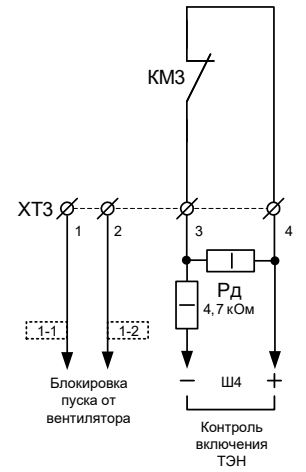 КМ3
ХТ3
1
2
3
4
Рд
4,7 кОм
1-1
1-2
Блокировка
пуска от
вентилятора
− Ш4 +
Контроль
включения
ТЭН